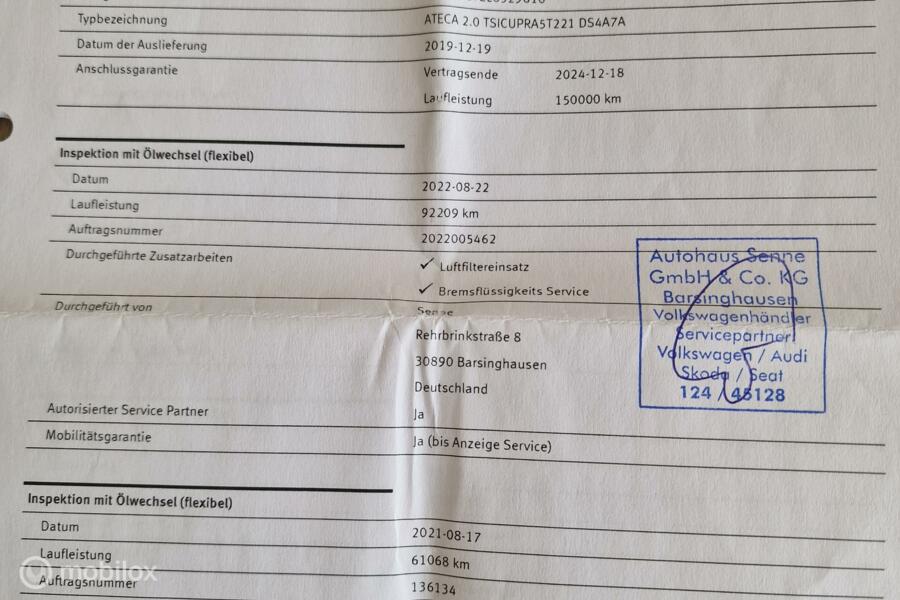 Typbezeichnung ATECA 2.0 TSICUPRA5T221 DS4A7A
Datum der Auslieferung 2019-12-19
Anschlussgarantie Vertragsende 2024-12-18
Laufleistung 150000 km
Inspektion mit Ölwechsel (flexibel)
Datum 2022-08-22
Laufleistung 92209 km
Auftragsnummer 2022005462
Durchgeführte Zusatzarbeiten ✓ Luftfiltereinsatz
✓ Bremsflüssigkeits Service
Durchgeführt von Senne
Rehrbrinkstraße 8
30890 Barsinghausen
Deutschland
Autorisierter Service Partner Ja
Mobilitätsgarantie Ja (bis Anzeige Service)
Autohaus Senne
GmbH & Co. KG
Barsinghausen
Volkswagenhändler
Servicepartner
Volkswagen / Audi
Skoda / Seat
124 / 45128
Inspektion mit Ölwechsel (flexibel)
Datum 2021-08-17
Laufleistung 61068 km
Auftragsnummer 136134
mobilox